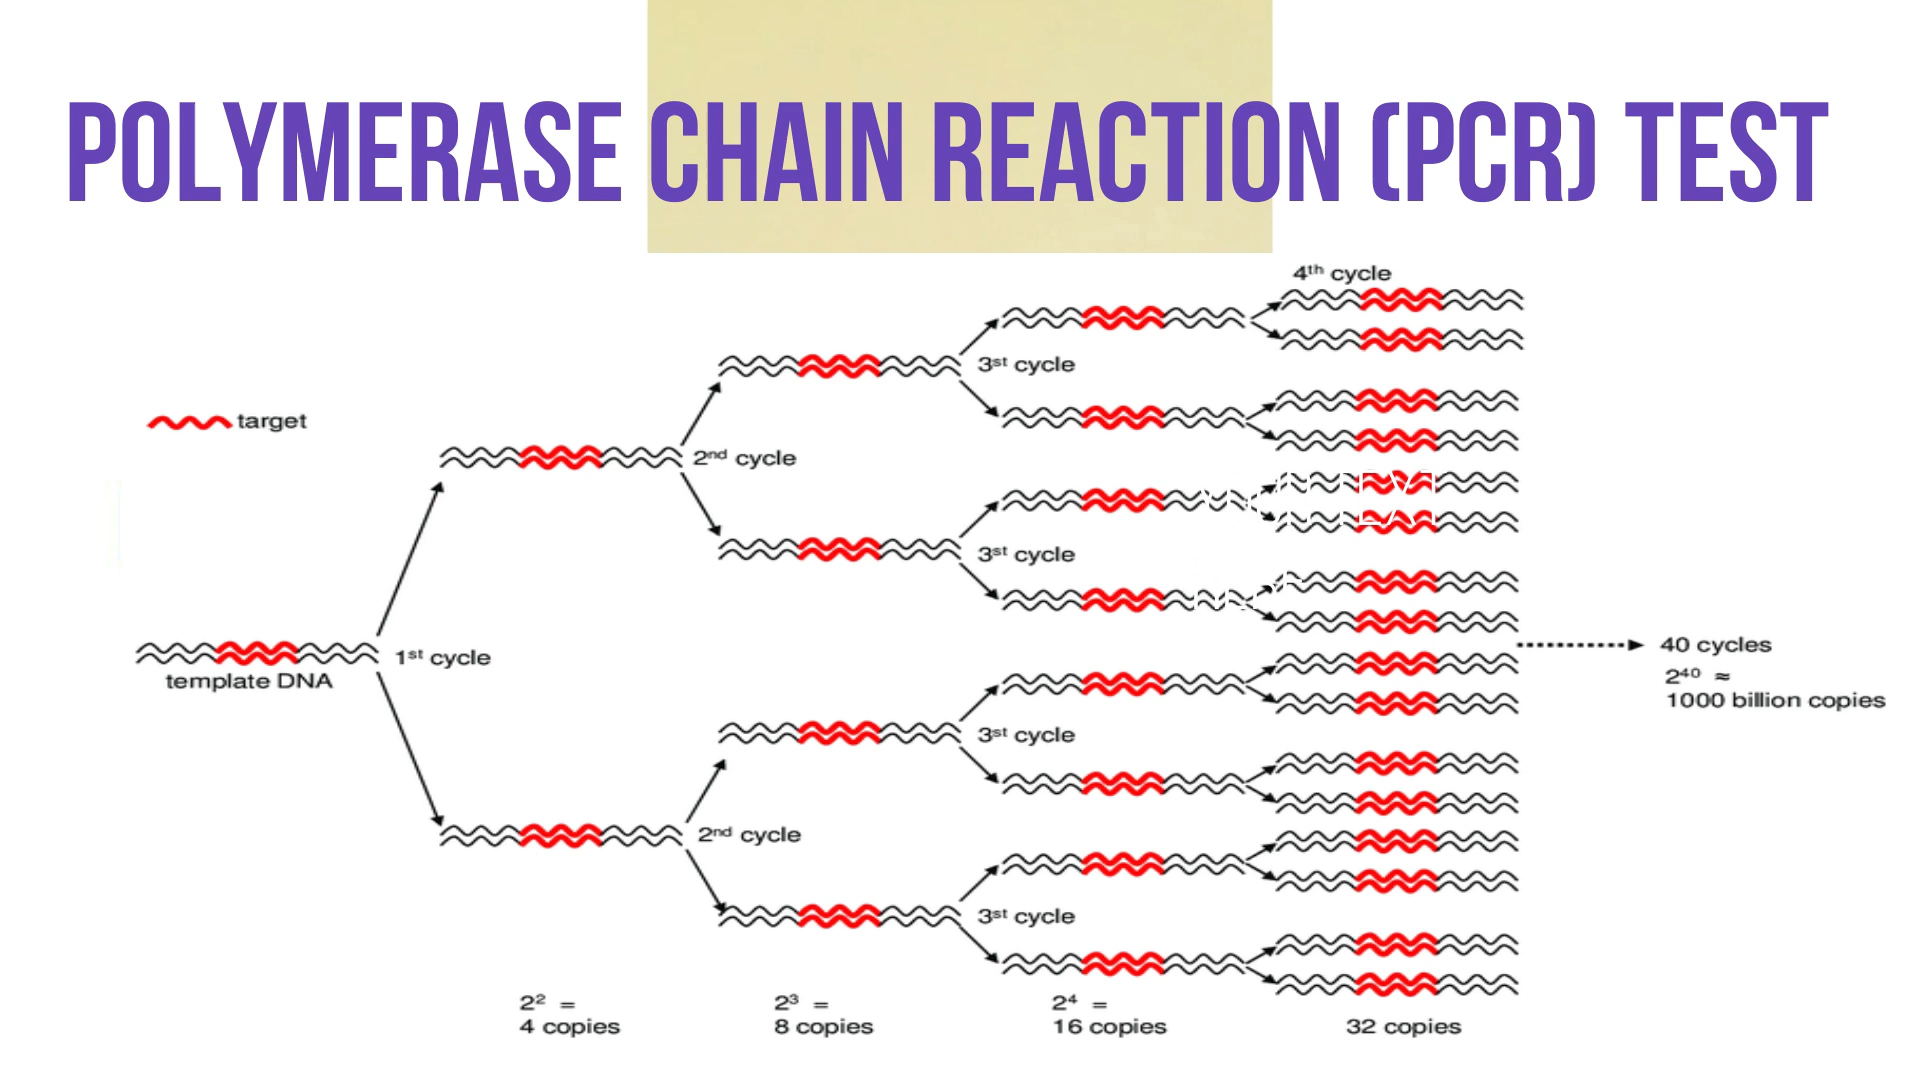 POLYMERASE CHAIN REACTION (PCR) TEST
4th cycle
3st cycle
target
2nd cycle
TEXT
3st cycle
1st cycle
template DNA
40 cycles
2⁴⁰ ≈
1000 billion copies
3st cycle
2nd cycle
3st cycle
2² =
4 copies
2³ =
8 copies
2⁴ =
16 copies
32 copies